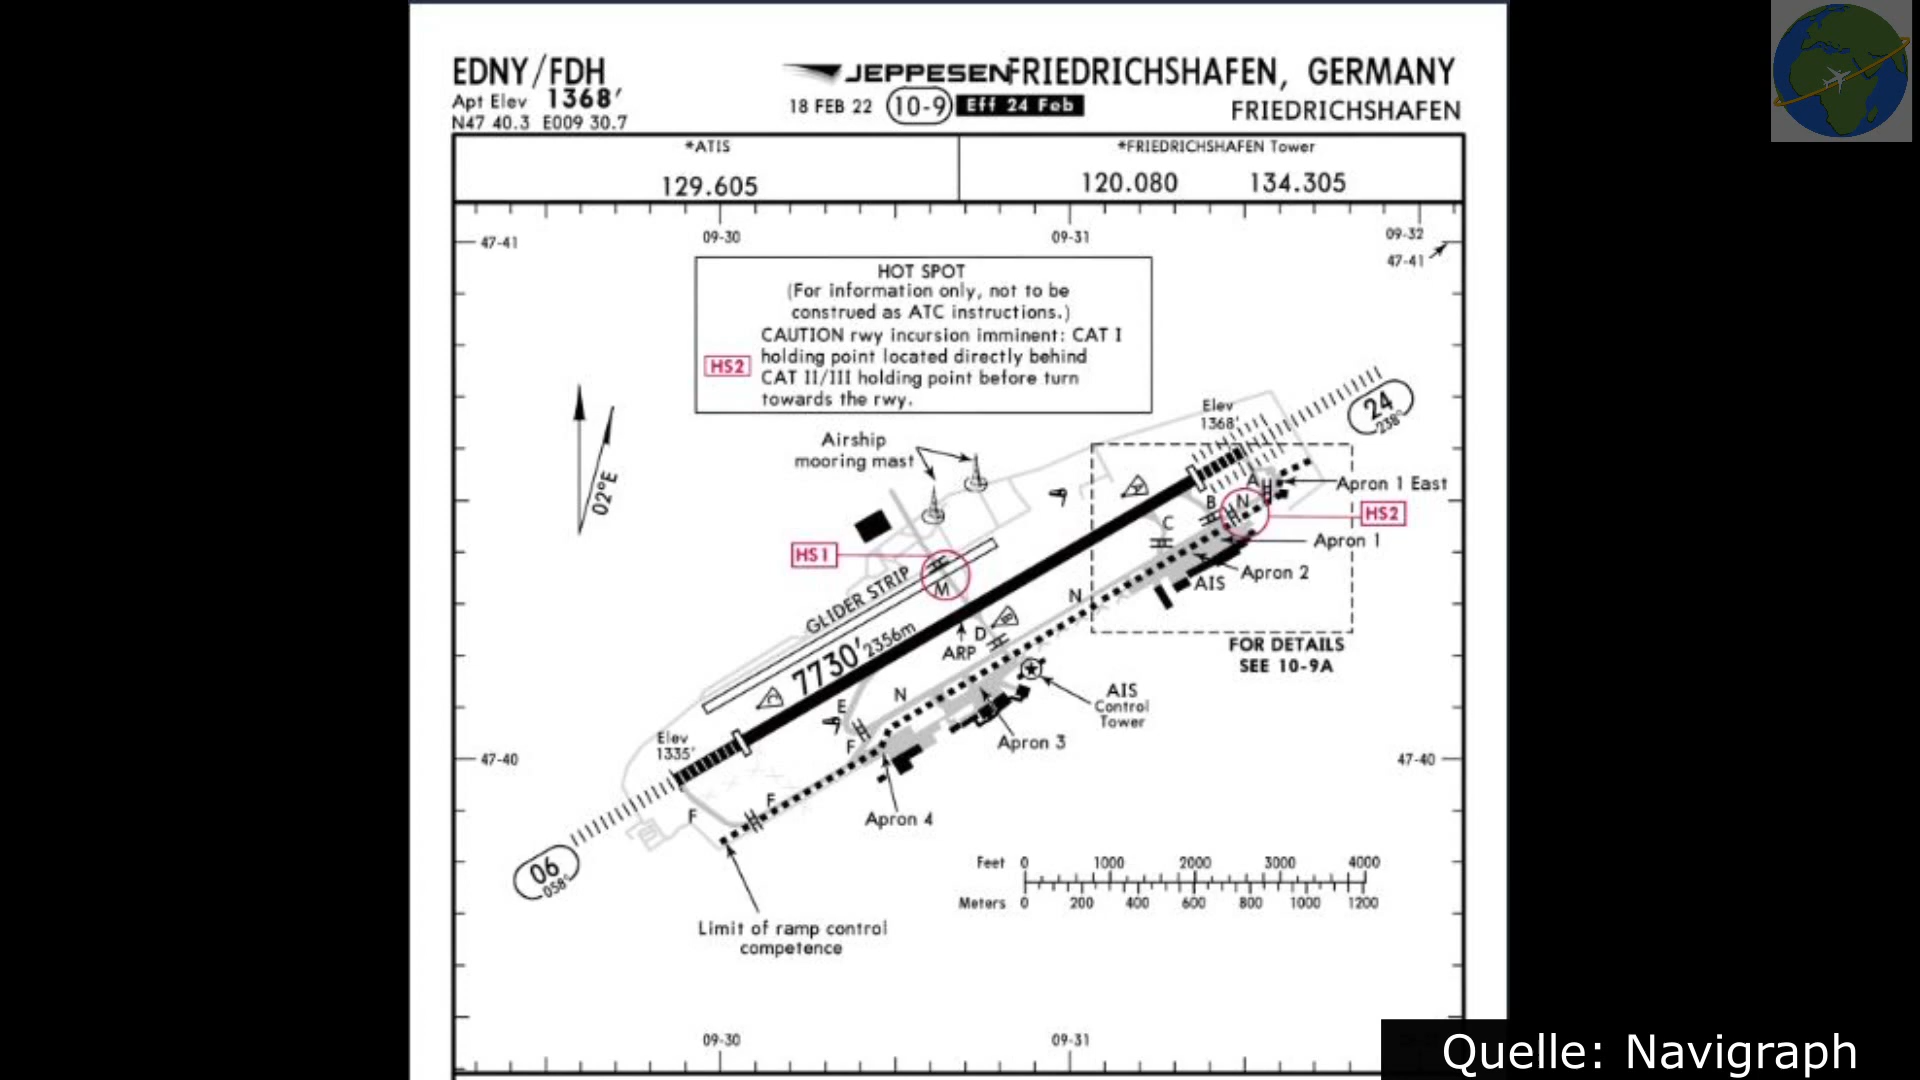 EDNY/FDH
Apt Elev 1368'
N47 40.3 E009 30.7
JEPPESEN
18 FEB 22 10-9 Eff 24 Feb
FRIEDRICHSHAFEN, GERMANY
FRIEDRICHSHAFEN
*ATIS
129.605
*FRIEDRICHSHAFEN Tower
120.080 134.305
09-30
09-31
09-32
47-41
47-41
HOT SPOT
(For information only, not to be
construed as ATC instructions.)
HS2
CAUTION rwy incursion imminent: CAT I
holding point located directly behind
CAT II/III holding point before turn
towards the rwy.
02°E
Airship
mooring mast
Elev
1368'
24
238°
A
Apron 1 East
B
N
HS2
C
Apron 1
HS1
Apron 2
AIS
M
GLIDER STRIP
N
7730' 2356m
D
ARP
FOR DETAILS
SEE 10-9A
N
AIS
Control
Tower
E
Elev
1335'
F
Apron 3
47-40
47-40
F
F
Apron 4
06
058°
Feet 0 1000 2000 3000 4000
Meters 0 200 400 600 800 1000 1200
Limit of ramp control
competence
09-30
09-31
Quelle: Navigraph